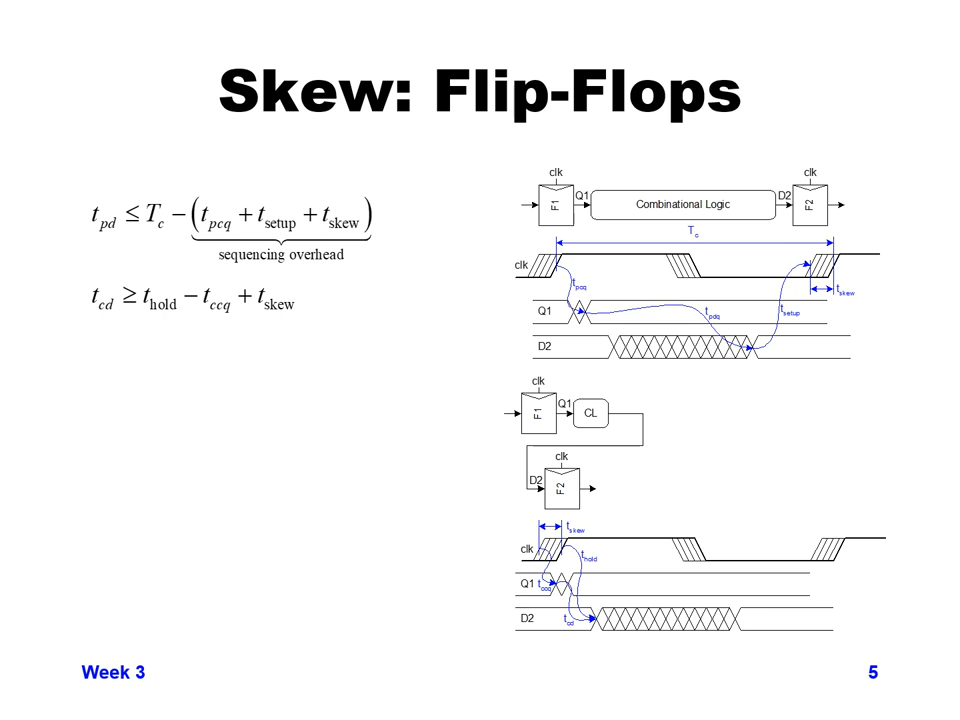 Skew: Flip-Flops
t_pd ≤ T_c − (t_pcq + t_setup + t_skew)
sequencing overhead
t_cd ≥ t_hold − t_ccq + t_skew
clk clk
F1 Q1 Combinational Logic D2 F2
T_c
clk
t_pcq t_skew
Q1 t_pdq t_setup
D2
clk
F1 Q1 CL
clk
D2 F2
t_skew
clk t_hold
Q1 t_ccq
D2 t_cd
Week 3 5